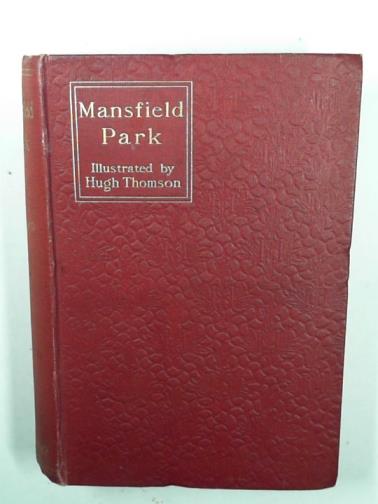 Mansfield
Park
Illustrated by
Hugh Thomson